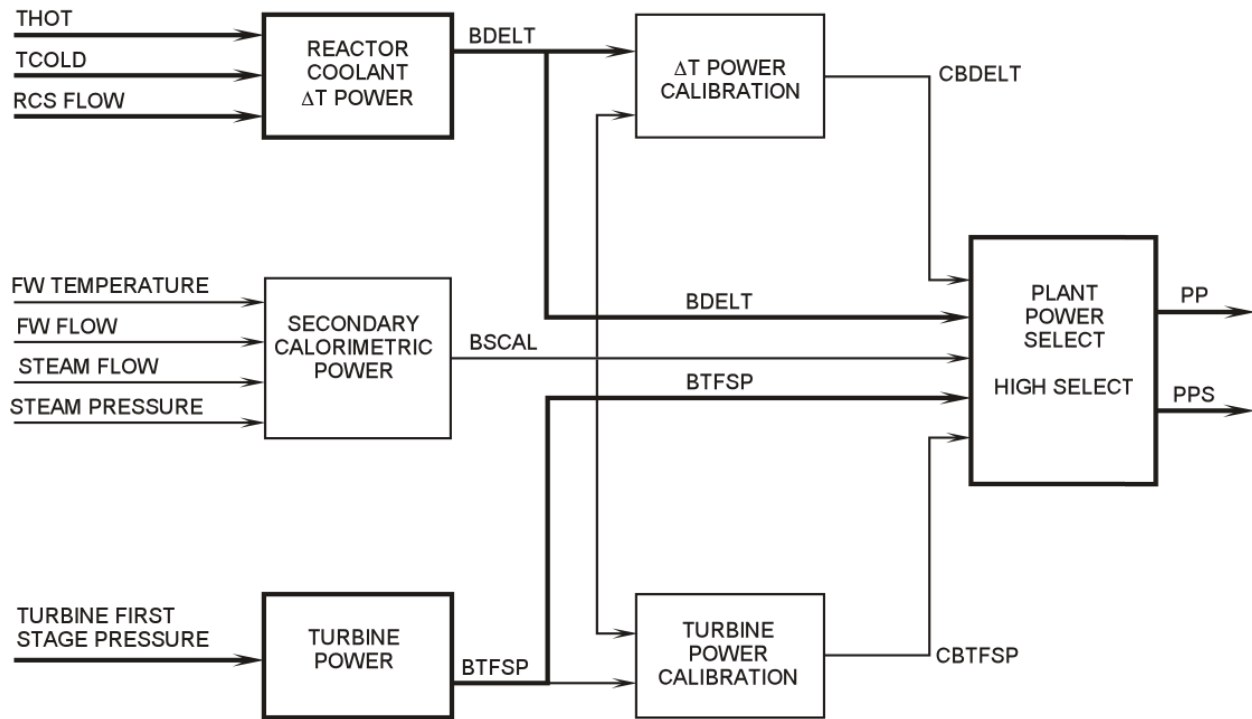 THOT
TCOLD
RCS FLOW
REACTOR
COOLANT
ΔT POWER
BDELT
ΔT POWER
CALIBRATION
CBDELT
FW TEMPERATURE
FW FLOW
STEAM FLOW
STEAM PRESSURE
SECONDARY
CALORIMETRIC
POWER
BDELT
BSCAL
BTFSP
PLANT
POWER
SELECT
HIGH SELECT
PP
PPS
TURBINE FIRST
STAGE PRESSURE
TURBINE
POWER
BTFSP
TURBINE
POWER
CALIBRATION
CBTFSP